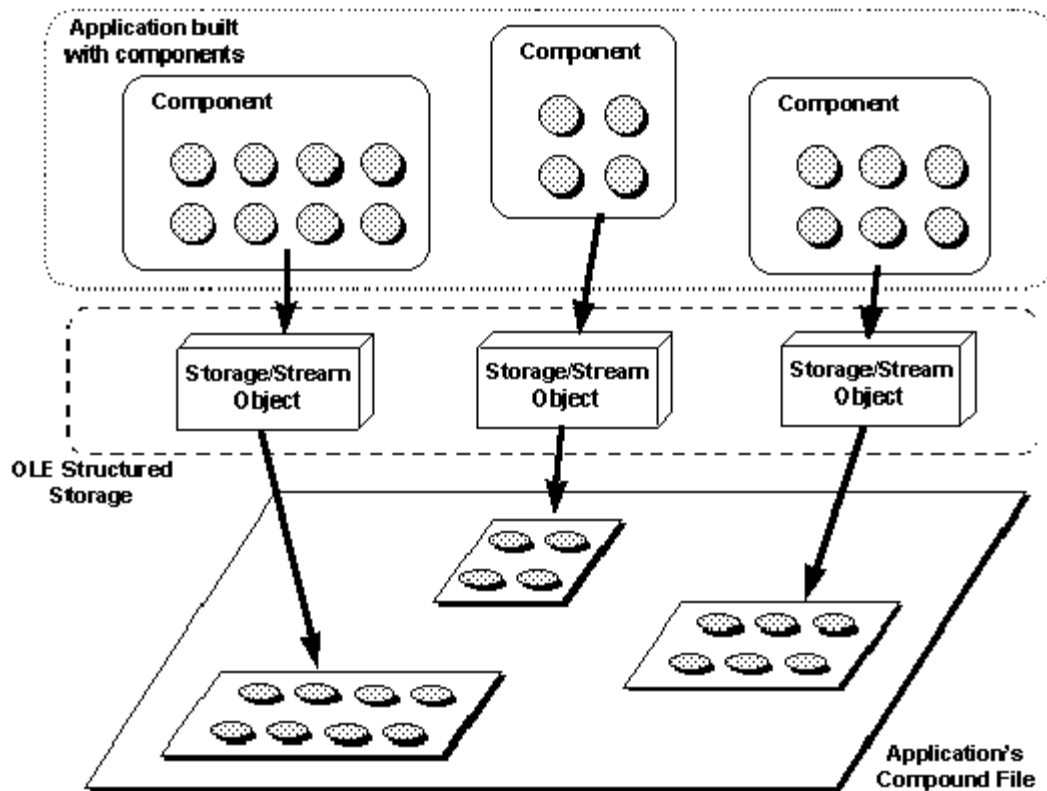 Application built
with components
Component
Component
Component
Storage/Stream
Object
Storage/Stream
Object
Storage/Stream
Object
OLE Structured
Storage
Application's
Compound File